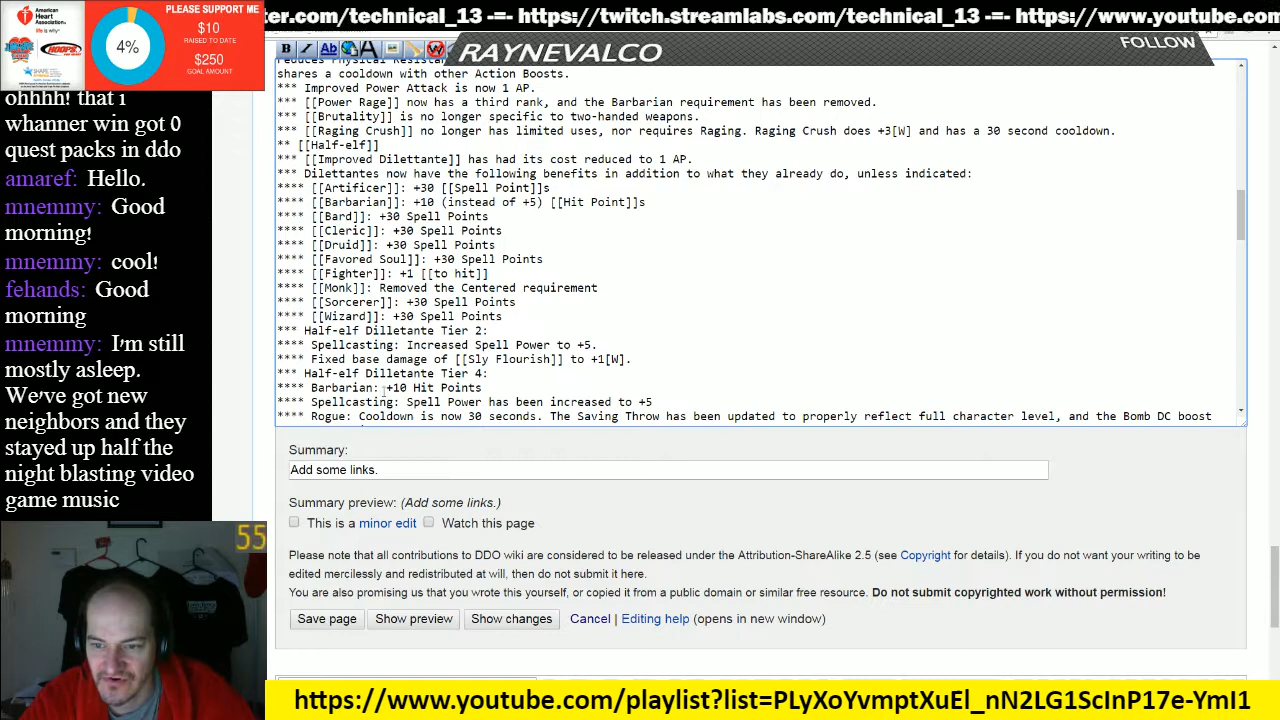 ter.com/technical_13 -=- https://twitch.streamlabs.com/technical_13 -=- https://www.youtube.com
American
Heart
Association
life is why
HOOPS
PLEASE SUPPORT ME
4%
$10
RAISED TO DATE
$250
GOAL AMOUNT
RAYNEVALCO
FOLLOW
ohhhh! that i
whanner win got 0
quest packs in ddo
amaref: Hello.
mnemmy: Good
morning!
mnemmy: cool!
fehands: Good
morning
mnemmy: I'm still
mostly asleep.
We've got new
neighbors and they
stayed up half the
night blasting video
game music
55
B I Ab A W
reduces Physical Resistan
shares a cooldown with other Action Boosts.
*** Improved Power Attack is now 1 AP.
*** [[Power Rage]] now has a third rank, and the Barbarian requirement has been removed.
*** [[Brutality]] is no longer specific to two-handed weapons.
*** [[Raging Crush]] no longer has limited uses, nor requires Raging. Raging Crush does +3[W] and has a 30 second cooldown.
** [[Half-elf]]
*** [[Improved Dilettante]] has had its cost reduced to 1 AP.
*** Dilettantes now have the following benefits in addition to what they already do, unless indicated:
**** [[Artificer]]: +30 [[Spell Point]]s
**** [[Barbarian]]: +10 (instead of +5) [[Hit Point]]s
**** [[Bard]]: +30 Spell Points
**** [[Cleric]]: +30 Spell Points
**** [[Druid]]: +30 Spell Points
**** [[Favored Soul]]: +30 Spell Points
**** [[Fighter]]: +1 [[to hit]]
**** [[Monk]]: Removed the Centered requirement
**** [[Sorcerer]]: +30 Spell Points
**** [[Wizard]]: +30 Spell Points
*** Half-elf Dilletante Tier 2:
**** Spellcasting: Increased Spell Power to +5.
**** Fixed base damage of [[Sly Flourish]] to +1[W].
*** Half-elf Dilletante Tier 4:
**** Barbarian: +10 Hit Points
**** Spellcasting: Spell Power has been increased to +5
**** Rogue: Cooldown is now 30 seconds. The Saving Throw has been updated to properly reflect full character level, and the Bomb DC boost
Summary:
Add some links.
Summary preview: (Add some links.)
This is a minor edit Watch this page
Please note that all contributions to DDO wiki are considered to be released under the Attribution-ShareAlike 2.5 (see Copyright for details). If you do not want your writing to be
edited mercilessly and redistributed at will, then do not submit it here.
You are also promising us that you wrote this yourself, or copied it from a public domain or similar free resource. Do not submit copyrighted work without permission!
Save page Show preview Show changes Cancel | Editing help (opens in new window)
https://www.youtube.com/playlist?list=PLyXoYvmptXuEl_nN2LG1ScInP17e-YmI1